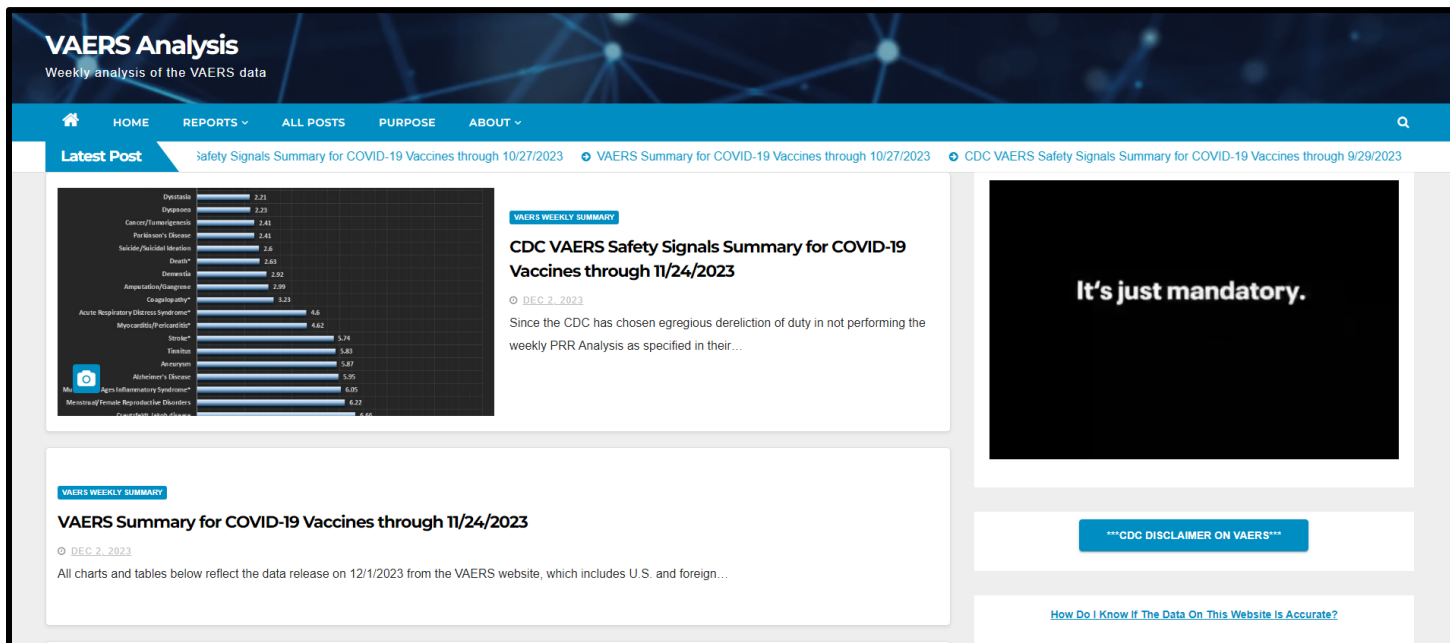 VAERS Analysis
Weekly analysis of the VAERS data
HOME REPORTS ALL POSTS PURPOSE ABOUT
Latest Post Safety Signals Summary for COVID-19 Vaccines through 10/27/2023 VAERS Summary for COVID-19 Vaccines through 10/27/2023 CDC VAERS Safety Signals Summary for COVID-19 Vaccines through 9/29/2023
Dysstasia 2.21
Dyspnoea 2.23
Cancer/Tumorigenesis 2.41
Parkinson's Disease 2.41
Suicide/Suicidal Ideation 2.6
Death* 2.63
Dementia 2.92
Amputation/Gangrene 2.99
Coagulopathy* 3.23
Acute Respiratory Distress Syndrome* 4.6
Myocarditis/Pericarditis* 4.62
Stroke* 5.74
Tinnitus 5.83
Aneurysm 5.87
Alzheimer's Disease 5.95
Ages Inflammatory Syndrome* 6.05
Menstrual/Female Reproductive Disorders 6.22
VAERS WEEKLY SUMMARY
CDC VAERS Safety Signals Summary for COVID-19
Vaccines through 11/24/2023
DEC 2, 2023
Since the CDC has chosen egregious dereliction of duty in not performing the
weekly PRR Analysis as specified in their…
It's just mandatory.
VAERS WEEKLY SUMMARY
VAERS Summary for COVID-19 Vaccines through 11/24/2023
DEC 2, 2023
All charts and tables below reflect the data release on 12/1/2023 from the VAERS website, which includes U.S. and foreign…
***CDC DISCLAIMER ON VAERS***
How Do I Know If The Data On This Website Is Accurate?